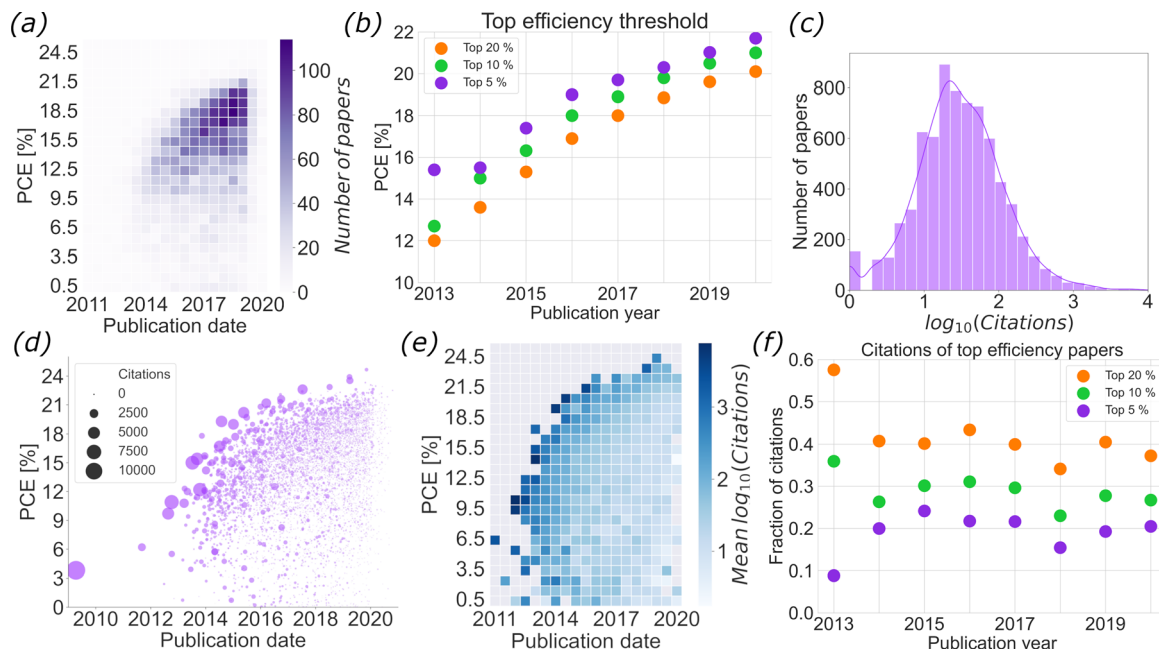 (a)
24.5
21.5
18.5
15.5
12.5
9.5
6.5
3.5
0.5
PCE [%]
2011 2014 2017 2020
Publication date
100
80
60
40
20
0
Number of papers
(b)
Top efficiency threshold
Top 20 %
Top 10 %
Top 5 %
22
20
18
16
14
12
10
PCE [%]
2013 2015 2017 2019
Publication year
(c)
800
600
400
200
0
Number of papers
0 1 2 3 4
log10(Citations)
(d)
Citations
0
2500
5000
7500
10000
24
21
18
15
12
9
6
3
0
PCE [%]
2010 2012 2014 2016 2018 2020
Publication date
(e)
24.5
21.5
18.5
15.5
12.5
9.5
6.5
3.5
0.5
PCE [%]
2011 2014 2017 2020
Publication date
3
2
1
Mean log10(Citations)
(f)
Citations of top efficiency papers
Top 20 %
Top 10 %
Top 5 %
0.6
0.5
0.4
0.3
0.2
0.1
0.0
Fraction of citations
2013 2015 2017 2019
Publication year